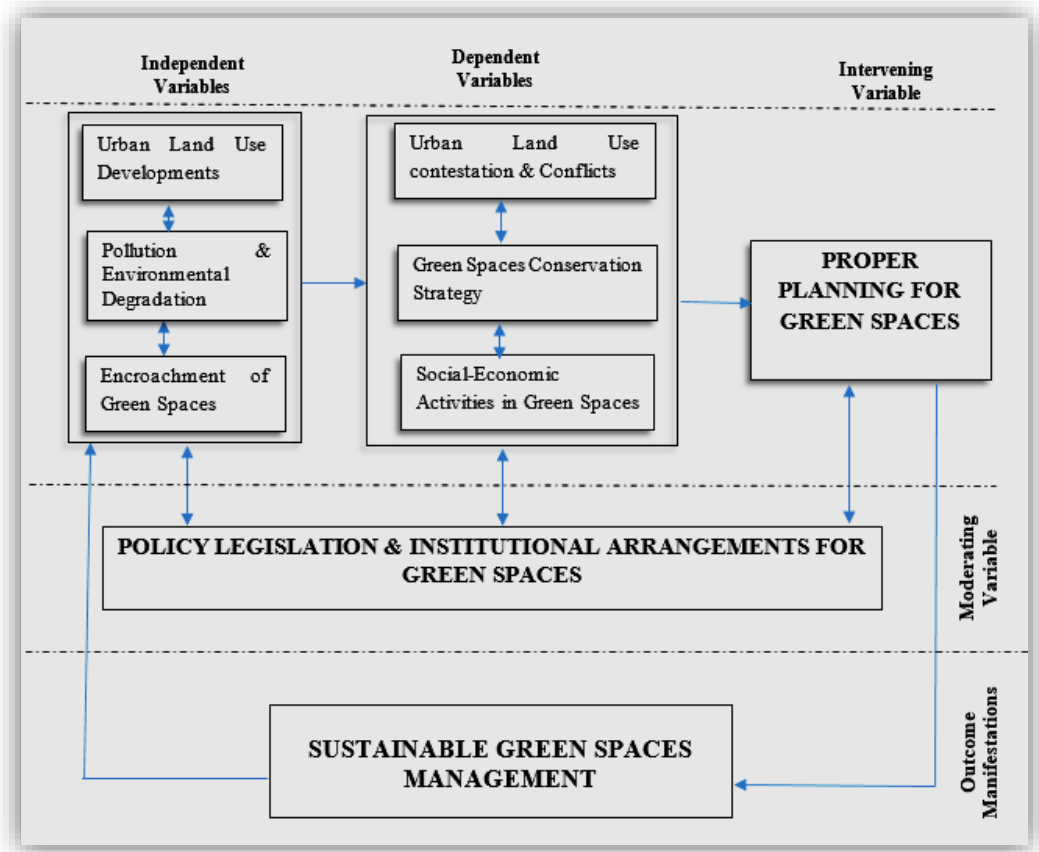 Independent
Variables
Dependent
Variables
Intervening
Variable
Urban Land Use
Developments
Pollution &
Environmental
Degradation
Encroachment of
Green Spaces
Urban Land Use
contestation & Conflicts
Green Spaces Conservation
Strategy
Social-Economic
Activities in Green Spaces
PROPER
PLANNING FOR
GREEN SPACES
POLICY LEGISLATION & INSTITUTIONAL ARRANGEMENTS FOR
GREEN SPACES
Moderating
Variable
SUSTAINABLE GREEN SPACES
MANAGEMENT
Outcome
Manifestations